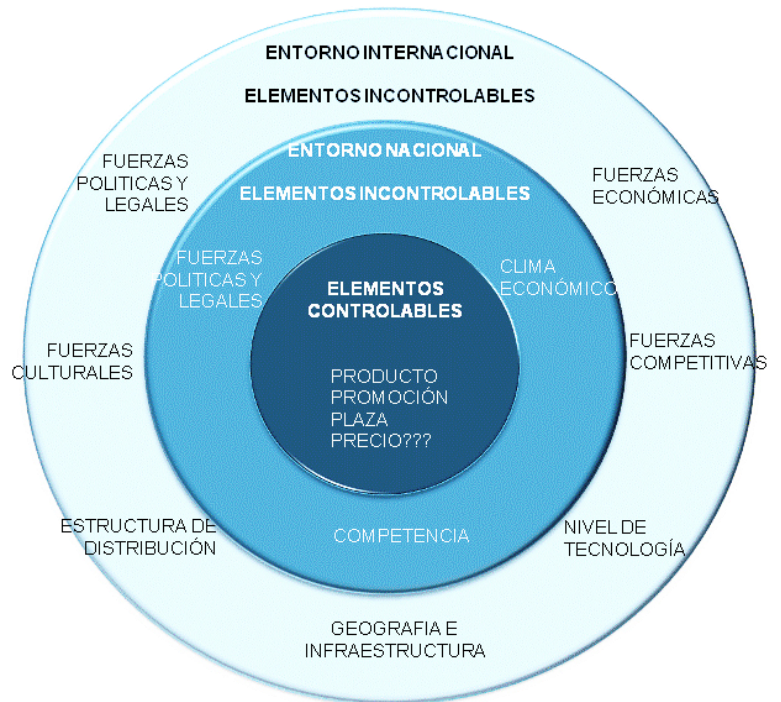 ENTORNO INTERNACIONAL
ELEMENTOS INCONTROLABLES
ENTORNO NACIONAL
ELEMENTOS INCONTROLABLES
FUERZAS
POLITICAS Y
LEGALES
FUERZAS
ECONÓMICAS
FUERZAS
POLITICAS Y
LEGALES
CLIMA
ECONÓMICO
ELEMENTOS
CONTROLABLES
PRODUCTO
PROMOCIÓN
PLAZA
PRECIO???
FUERZAS
CULTURALES
FUERZAS
COMPETITIVAS
ESTRUCTURA DE
DISTRIBUCIÓN
COMPETENCIA
NIVEL DE
TECNOLOGÍA
GEOGRAFIA E
INFRAESTRUCTURA